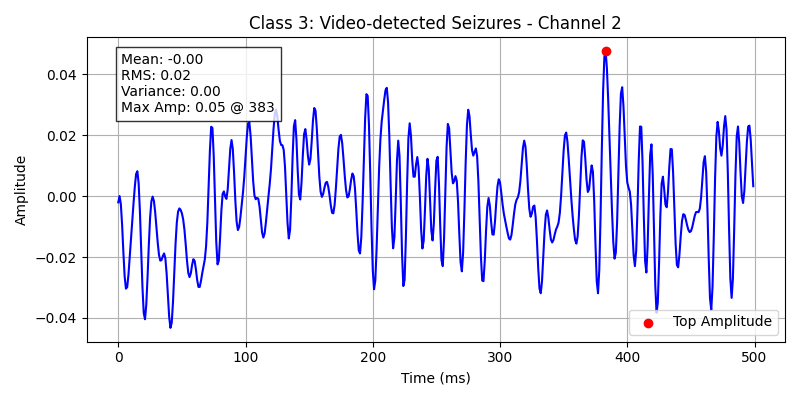 Class 3: Video-detected Seizures - Channel 2
Mean: -0.00
RMS: 0.02
Variance: 0.00
Max Amp: 0.05 @ 383
Amplitude
0.04
0.02
0.00
−0.02
−0.04
Top Amplitude
0 100 200 300 400 500
Time (ms)